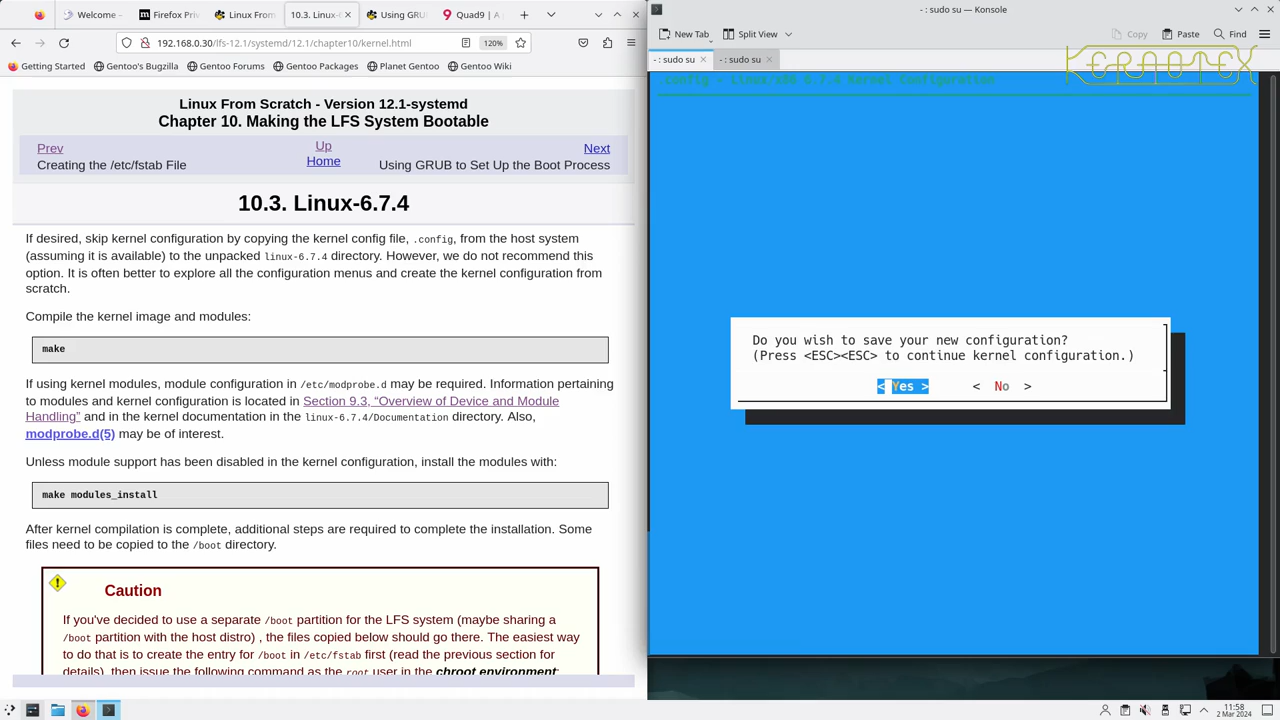 Welcome –
Firefox Priv
Linux From
10.3. Linux-6
Using GRU
Quad9 | A
192.168.0.30/lfs-12.1/systemd/12.1/chapter10/kernel.html
120%
Getting Started
Gentoo's Bugzilla
Gentoo Forums
Gentoo Packages
Planet Gentoo
Gentoo Wiki
Linux From Scratch - Version 12.1-systemd
Chapter 10. Making the LFS System Bootable
Prev
Up
Next
Creating the /etc/fstab File
Home
Using GRUB to Set Up the Boot Process
10.3. Linux-6.7.4
If desired, skip kernel configuration by copying the kernel config file, .config, from the host system
(assuming it is available) to the unpacked linux-6.7.4 directory. However, we do not recommend this
option. It is often better to explore all the configuration menus and create the kernel configuration from
scratch.
Compile the kernel image and modules:
make
If using kernel modules, module configuration in /etc/modprobe.d may be required. Information pertaining
to modules and kernel configuration is located in Section 9.3, “Overview of Device and Module
Handling” and in the kernel documentation in the linux-6.7.4/Documentation directory. Also,
modprobe.d(5) may be of interest.
Unless module support has been disabled in the kernel configuration, install the modules with:
make modules_install
After kernel compilation is complete, additional steps are required to complete the installation. Some
files need to be copied to the /boot directory.
Caution
If you've decided to use a separate /boot partition for the LFS system (maybe sharing a
/boot partition with the host distro) , the files copied below should go there. The easiest way
to do that is to create the entry for /boot in /etc/fstab first (read the previous section for
details), then issue the following command as the root user in the chroot environment:
- : sudo su — Konsole
New Tab
Split View
Copy
Paste
Find
- : sudo su
- : sudo su
KERNOTEX
.config - Linux/x86 6.7.4 Kernel Configuration
Do you wish to save your new configuration?
(Press <ESC><ESC> to continue kernel configuration.)
< Yes >
< No >
11:58
2 Mar 2024